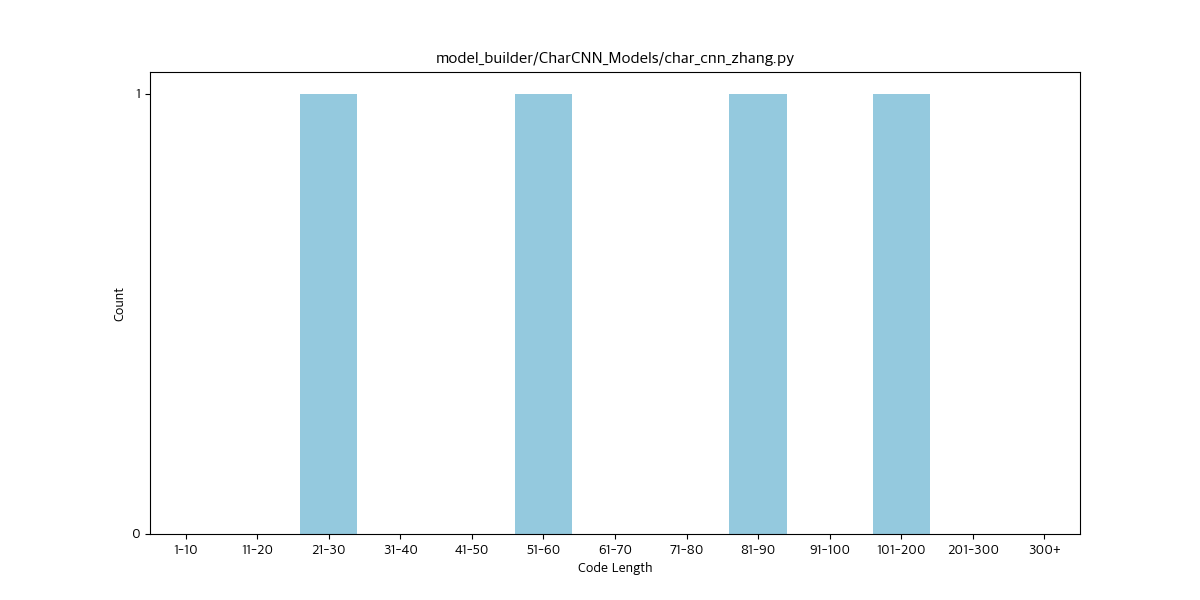 model_builder/CharCNN_Models/char_cnn_zhang.py
1
Count
0
1-10 11-20 21-30 31-40 41-50 51-60 61-70 71-80 81-90 91-100 101-200 201-300 300+
Code Length